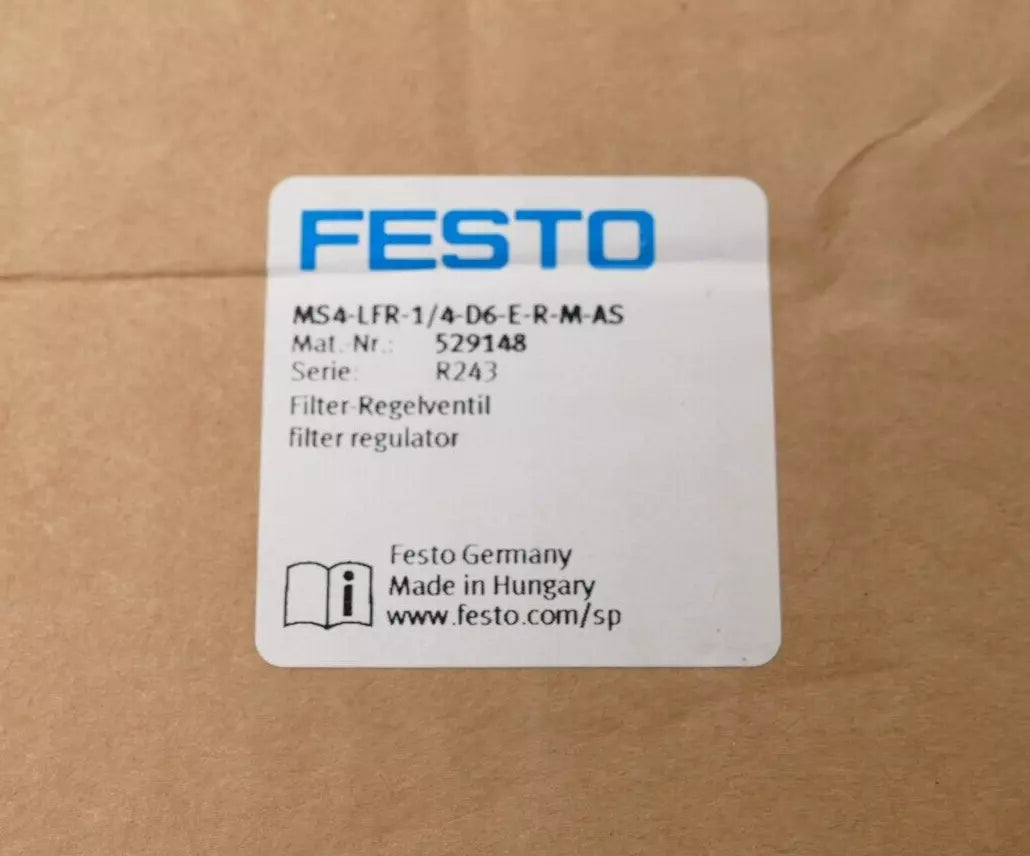 FESTO
MS4-LFR-1/4-D6-E-R-M-AS
Mat.-Nr.: 529148
Serie: R243
Filter-Regelventil
filter regulator
Festo Germany
Made in Hungary
www.festo.com/sp